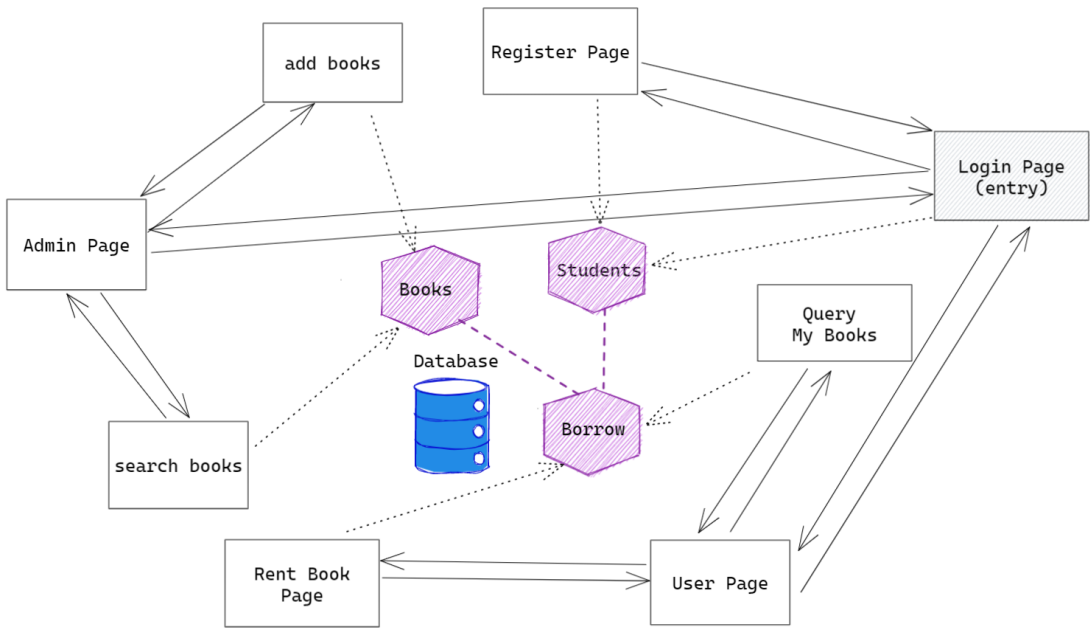 add books
Register Page
Login Page
(entry)
Admin Page
Students
Books
Query
My Books
Database
Borrow
search books
Rent Book
Page
User Page